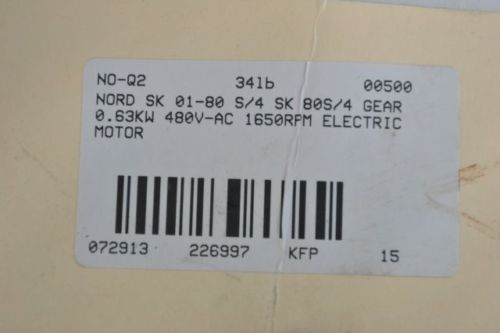 NO-Q2 34lb 00500
NORD SK 01-80 S/4 SK 80S/4 GEAR
0.63KW 480V-AC 1650RPM ELECTRIC
MOTOR
072913 226997 KFP 15